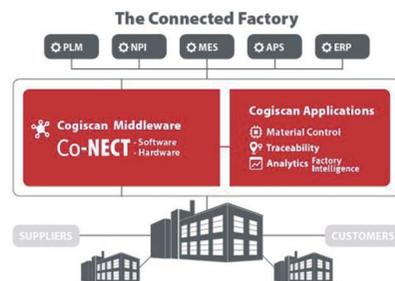 The Connected Factory
PLM NPI MES APS ERP
Cogiscan Middleware
Co-NECT - Software
- Hardware
Cogiscan Applications
Material Control
Traceability
Analytics Factory
Intelligence
SUPPLIERS
CUSTOMERS